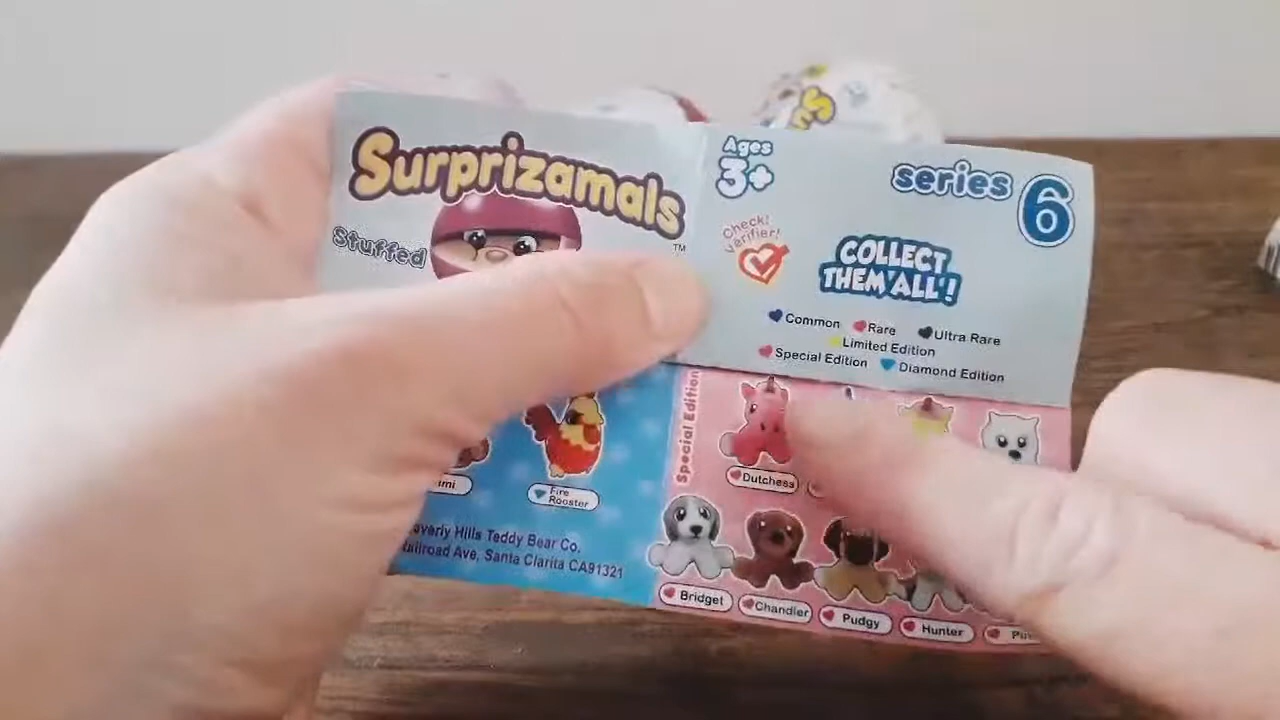 Surprizamals
TM
Stuffed
Ages
3+
series 6
Check!
Verifier!
COLLECT
THEM ALL!
Common Rare Ultra Rare
Limited Edition
Special Edition Diamond Edition
Special Edition
Dutchess
Fire
Rooster
Bridget Chandler Pudgy Hunter
Hills Teddy Bear Co.
Ave, Santa Clarita CA91321